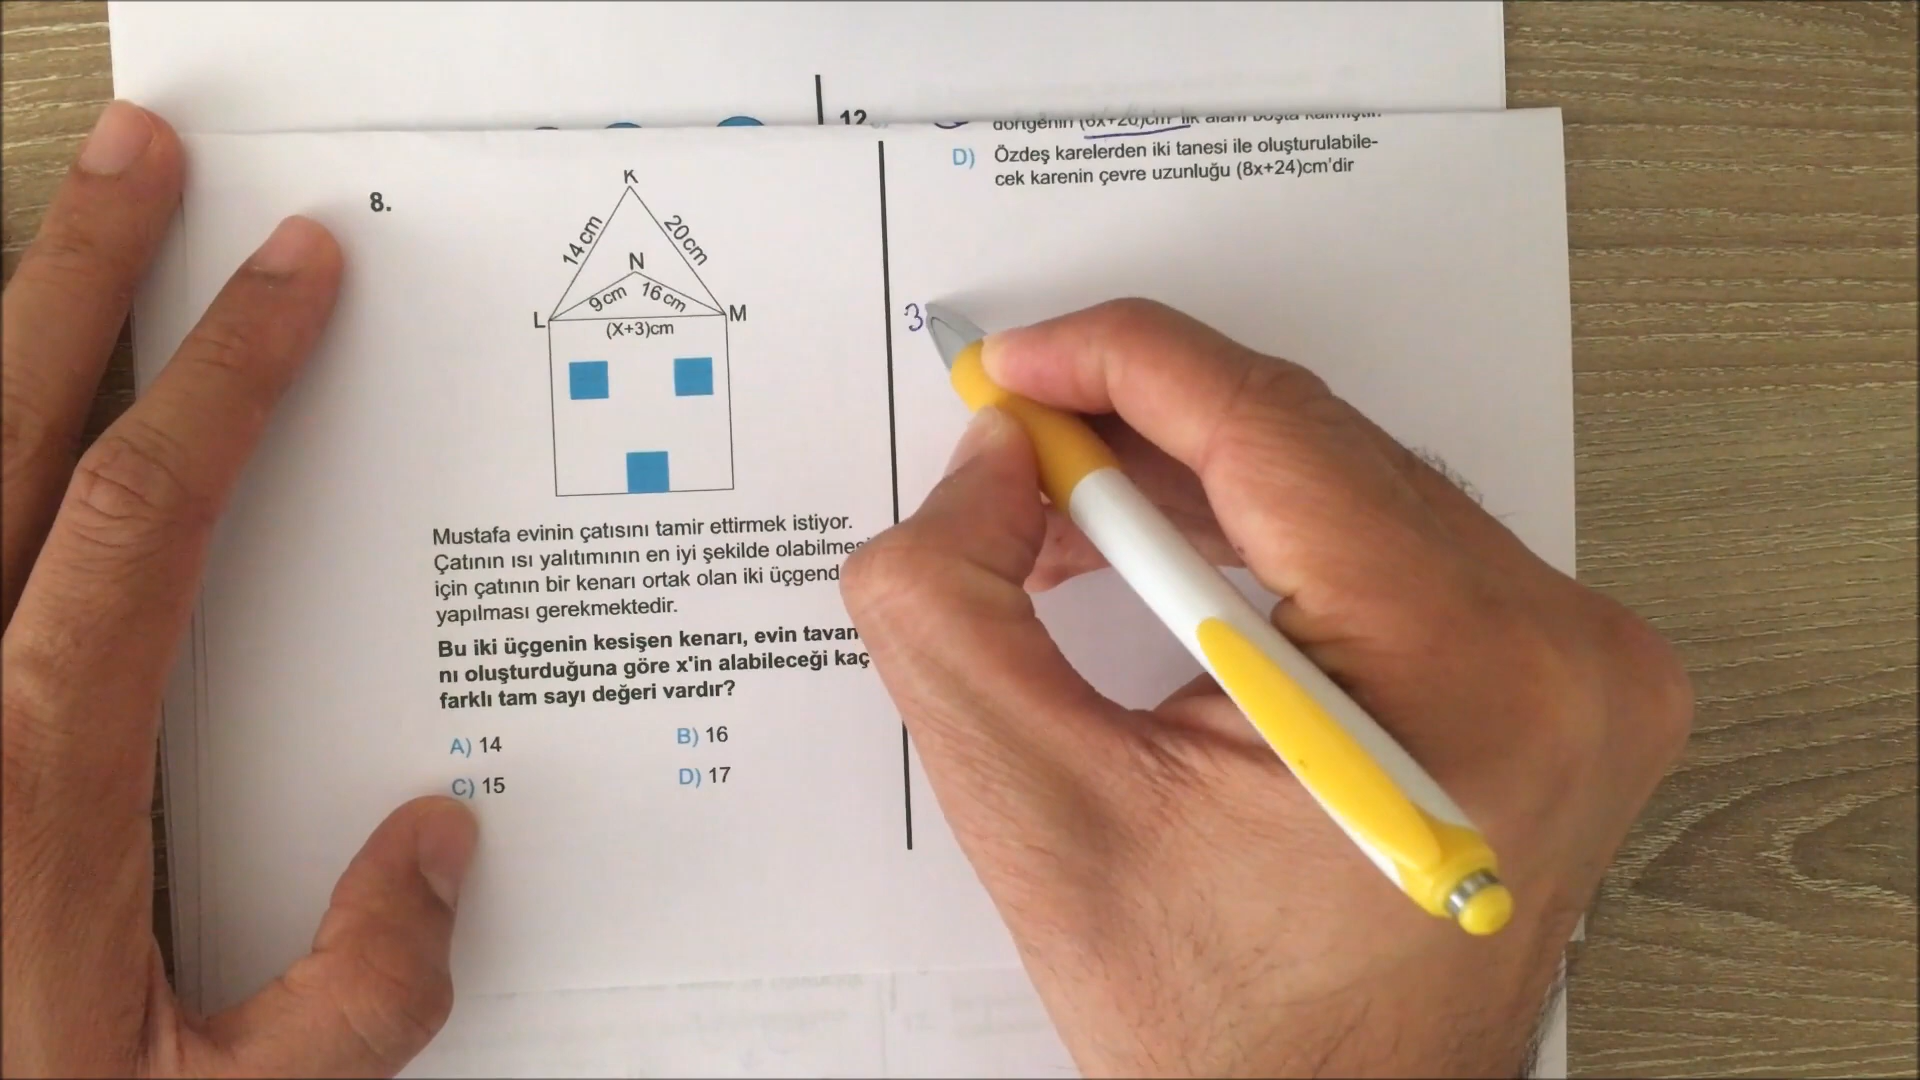 8.
K
14 cm
20 cm
N
9 cm
16 cm
L
M
(X+3)cm
Mustafa evinin çatısını tamir ettirmek istiyor.
Çatının ısı yalıtımının en iyi şekilde
için çatının bir kenarı ortak olan iki
yapılması gerekmektedir.
Bu iki üçgenin kesişen kenarı, evin
nı oluşturduğuna göre x'in alabileceği kaç
farklı tam sayı değeri vardır?
A) 14
B) 16
C) 15
D) 17
12
(6x+20)cm
D) Özdeş karelerden iki tanesi ile oluşturulabile-
cek karenin çevre uzunluğu (8x+24)cm'dir
3